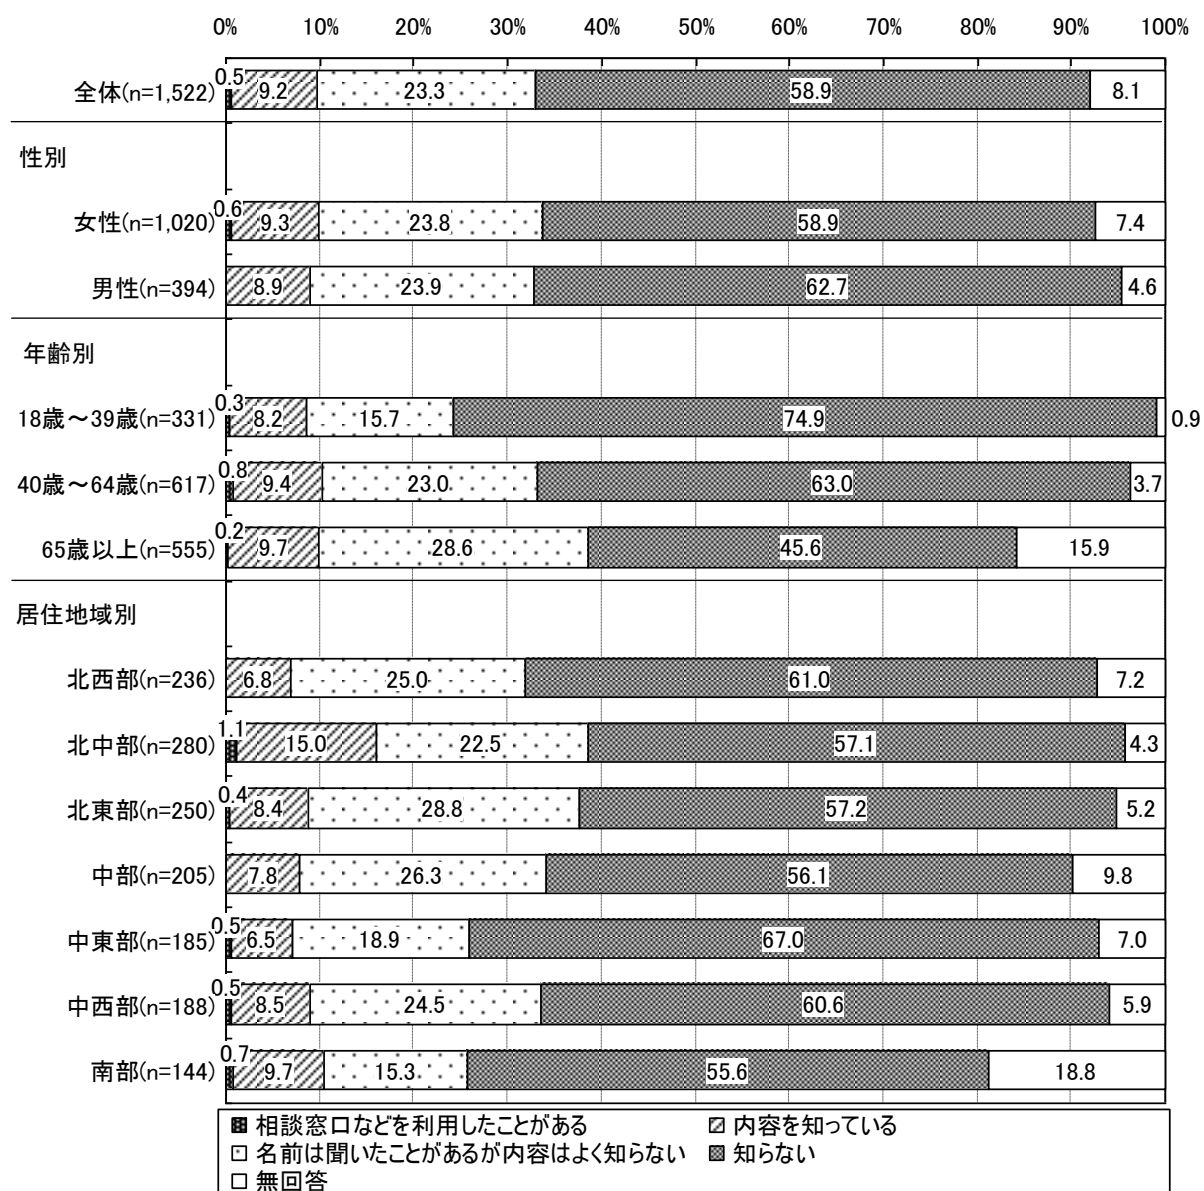 0% 10% 20% 30% 40% 50% 60% 70% 80% 90% 100%
全体(n=1,522) 0.5 9.2 23.3 58.9 8.1
性別
女性(n=1,020) 0.6 9.3 23.8 58.9 7.4
男性(n=394) 8.9 23.9 62.7 4.6
年齢別
18歳～39歳(n=331) 0.3 8.2 15.7 74.9 0.9
40歳～64歳(n=617) 0.8 9.4 23.0 63.0 3.7
65歳以上(n=555) 0.2 9.7 28.6 45.6 15.9
居住地域別
北西部(n=236) 6.8 25.0 61.0 7.2
北中部(n=280) 1.1 15.0 22.5 57.1 4.3
北東部(n=250) 0.4 8.4 28.8 57.2 5.2
中部(n=205) 7.8 26.3 56.1 9.8
中東部(n=185) 0.5 6.5 18.9 67.0 7.0
中西部(n=188) 0.5 8.5 24.5 60.6 5.9
南部(n=144) 0.7 9.7 15.3 55.6 18.8
相談窓口などを利用したことがある 内容を知っている
名前は聞いたことがあるが内容はよく知らない 知らない
無回答